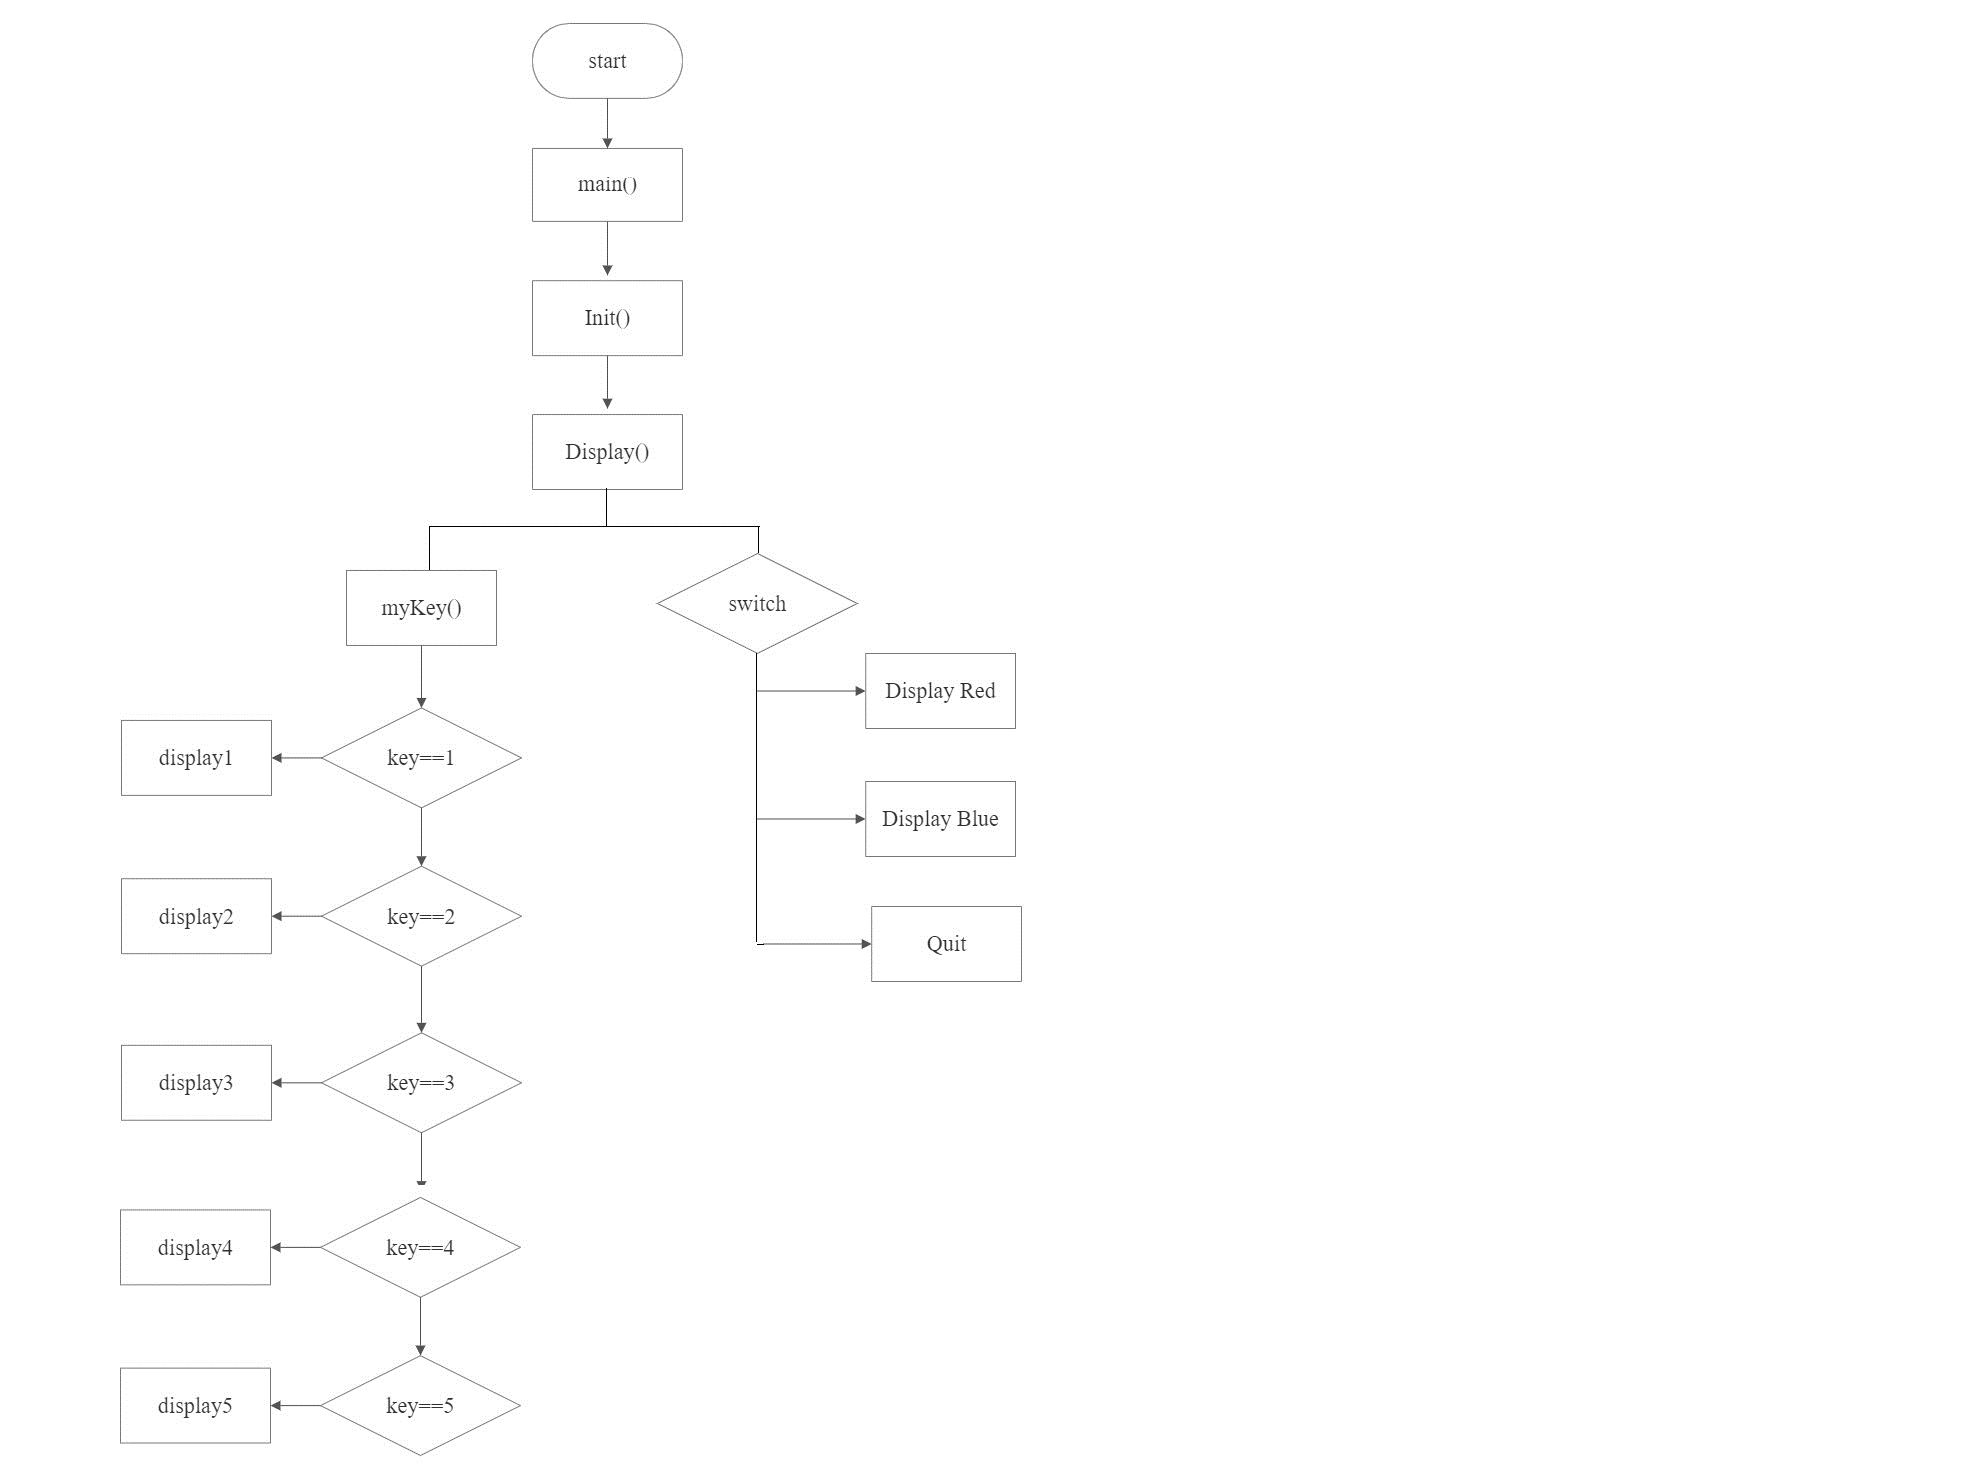 start
main()
Init()
Display()
myKey()
switch
Display Red
display1
key==1
Display Blue
display2
key==2
Quit
display3
key==3
display4
key==4
display5
key==5